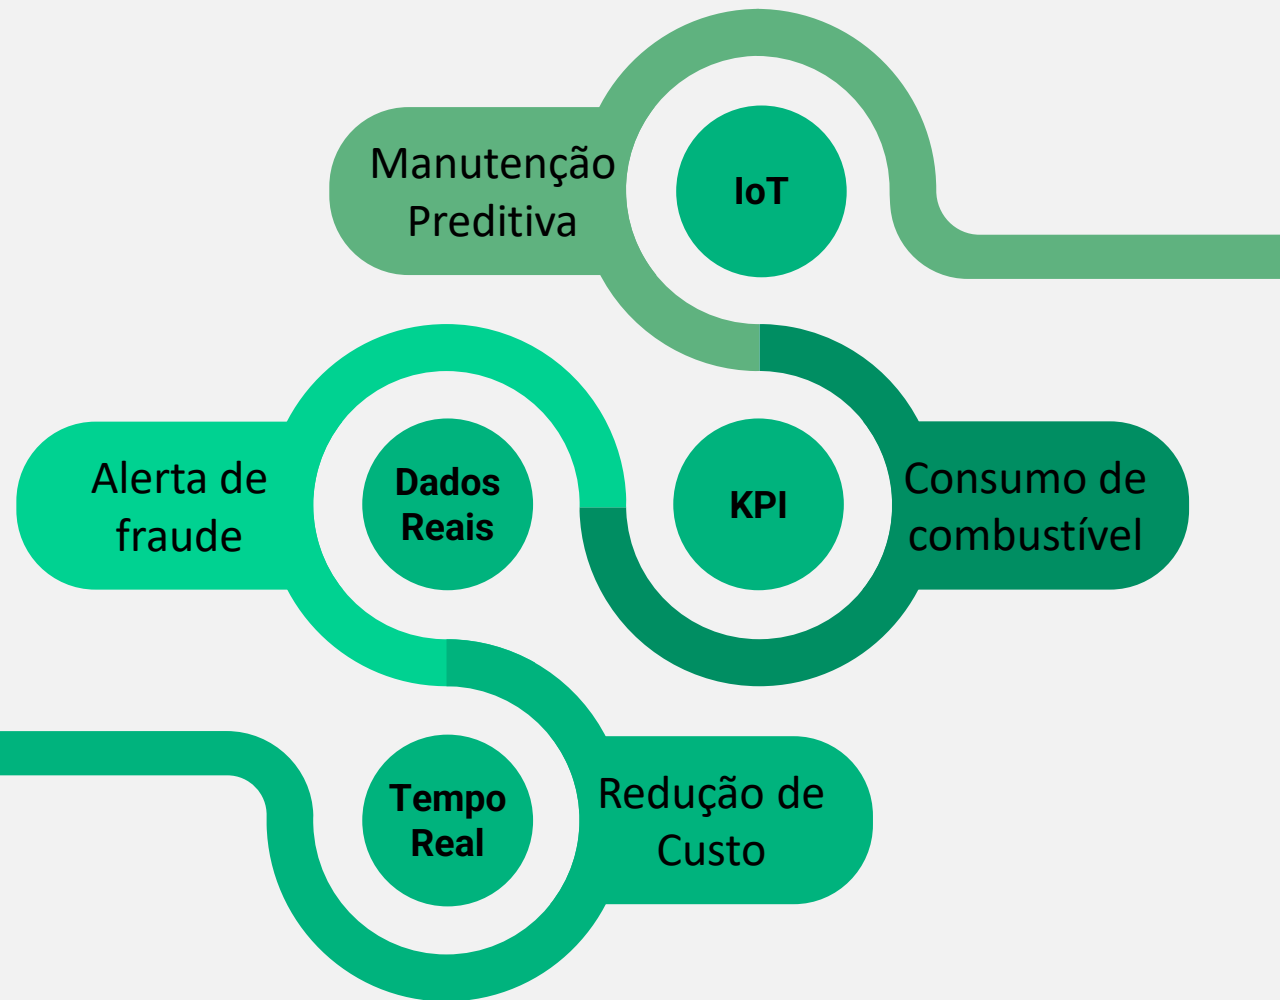 Manutenção
Preditiva
IoT
Alerta de
fraude
Dados
Reais
KPI
Consumo de
combustível
Tempo
Real
Redução de
Custo